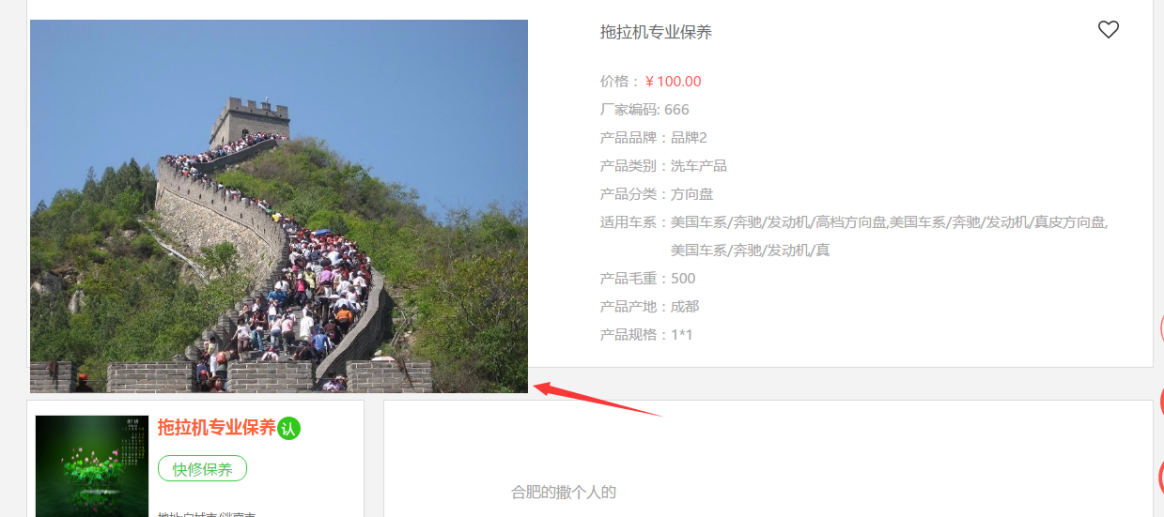 拖拉机专业保养
价格：￥100.00
厂家编码: 666
产品品牌：品牌2
产品类别：洗车产品
产品分类：方向盘
适用车系：美国车系/奔驰/发动机/高档方向盘,美国车系/奔驰/发动机/真皮方向盘,
美国车系/奔驰/发动机/真
产品毛重：500
产品产地：成都
产品规格：1*1
拖拉机专业保养 认
快修保养
合肥的撒个人的